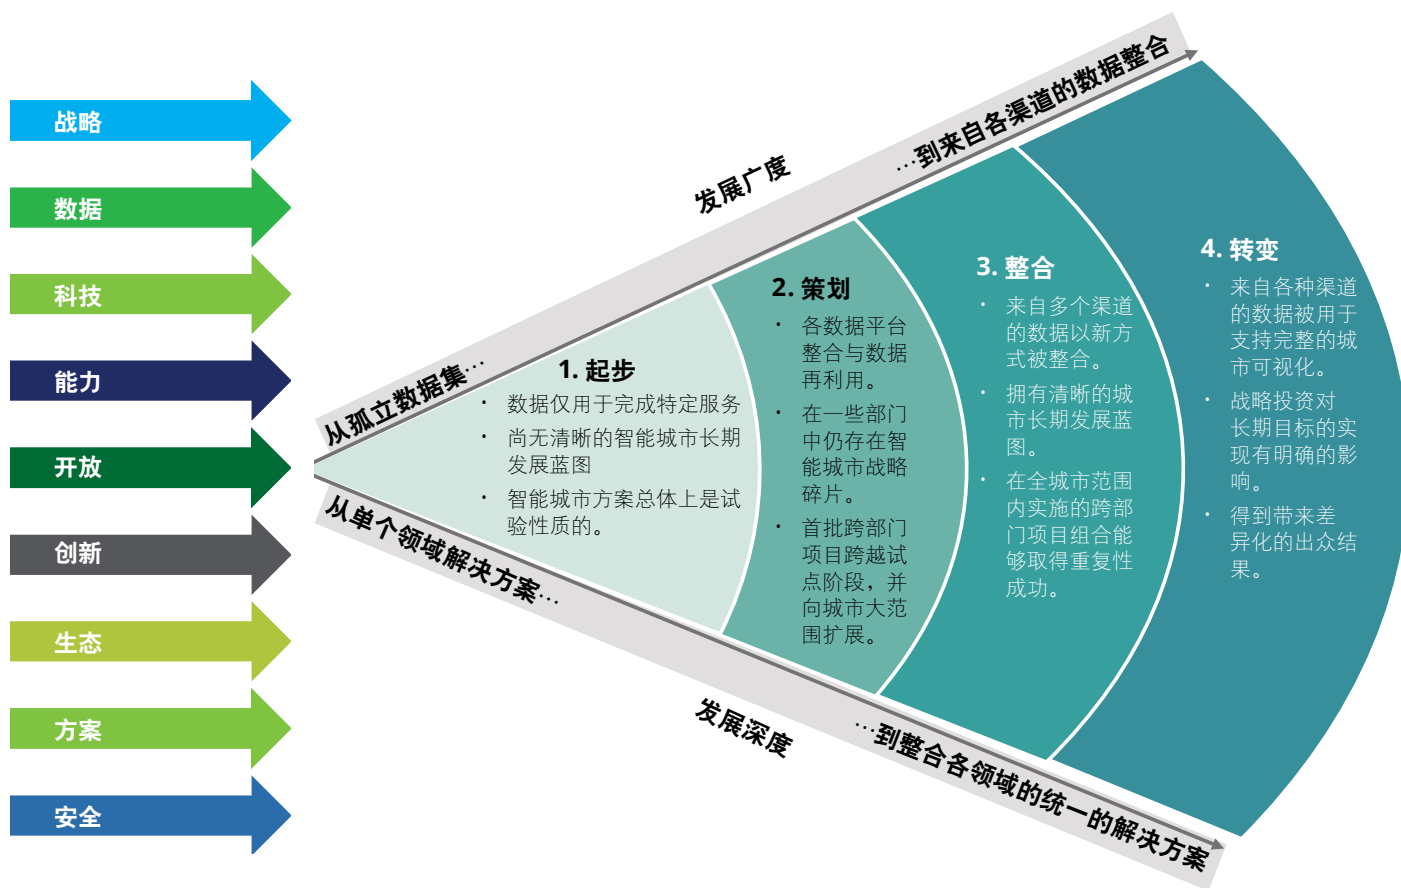 战略
数据
科技
能力
开放
创新
生态
方案
安全
发展广度
从孤立数据集…
…到来自各渠道的数据整合
1. 起步
· 数据仅用于完成特定服务
· 尚无清晰的智能城市长期
发展蓝图
· 智能城市方案总体上是试
验性质的。
2. 策划
· 各数据平台
整合与数据
再利用。
· 在一些部门
中仍存在智
能城市战略
碎片。
· 首批跨部门
项目跨越试
点阶段，并
向城市大范
围扩展。
3. 整合
· 来自多个渠道
的数据以新方
式被整合。
· 拥有清晰的城
市长期发展蓝
图。
· 在全城市范围
内实施的跨部
门项目组合能
够取得重复性
成功。
4. 转变
· 来自各种渠道
的数据被用于
支持完整的城
市可视化。
· 战略投资对
长期目标的实
现有明确的影
响。
· 得到带来差
异化的出众结
果。
从单个领域解决方案…
发展深度
…到整合各领域的统一的解决方案